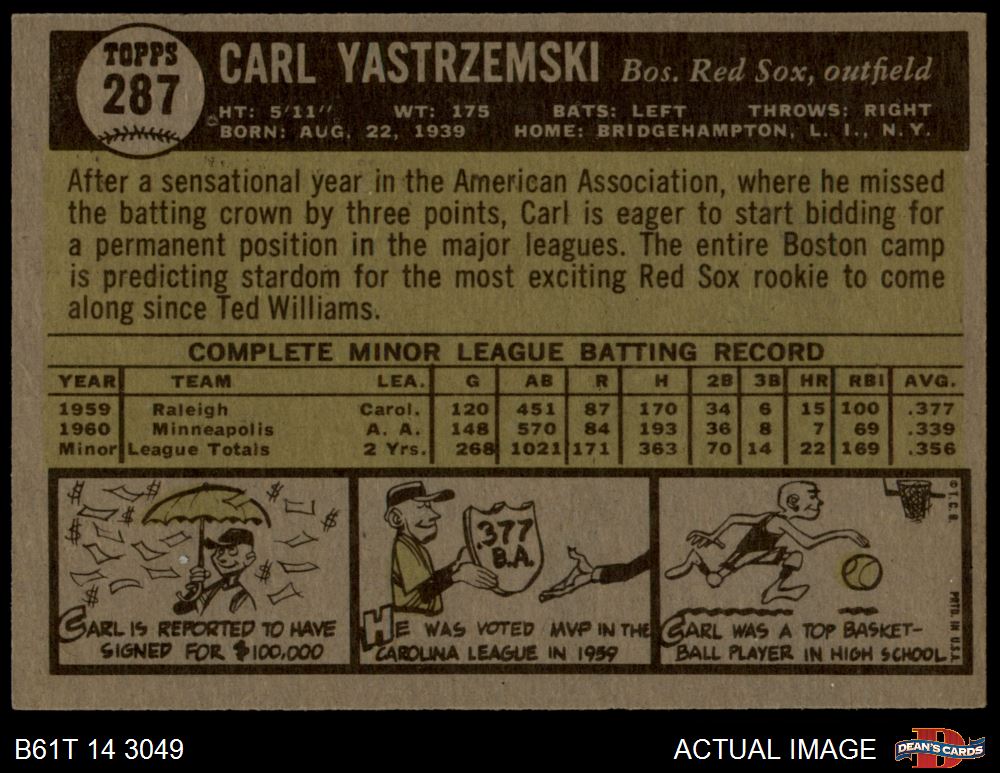 TOPPS
287
CARL YASTRZEMSKI Bos. Red Sox, outfield
HT: 5'11" WT: 175 BATS: LEFT THROWS: RIGHT
BORN: AUG. 22, 1939 HOME: BRIDGEHAMPTON, L. I., N. Y.
After a sensational year in the American Association, where he missed
the batting crown by three points, Carl is eager to start bidding for
a permanent position in the major leagues. The entire Boston camp
is predicting stardom for the most exciting Red Sox rookie to come
along since Ted Williams.
COMPLETE MINOR LEAGUE BATTING RECORD
YEAR TEAM LEA. G AB R H 2B 3B HR RBI AVG.
1959 Raleigh Carol. 120 451 87 170 34 6 15 100 .377
1960 Minneapolis A. A. 148 570 84 193 36 8 7 69 .339
Minor League Totals 2 Yrs. 268 1021 171 363 70 14 22 169 .356
CARL IS REPORTED TO HAVE
SIGNED FOR $100,000
.377
B.A.
HE WAS VOTED MVP IN THE
CAROLINA LEAGUE IN 1959
CARL WAS A TOP BASKET-
BALL PLAYER IN HIGH SCHOOL
© T. C. G. PRTD. IN U.S.A.
B61T 14 3049
ACTUAL IMAGE
D
DEAN'S CARDS